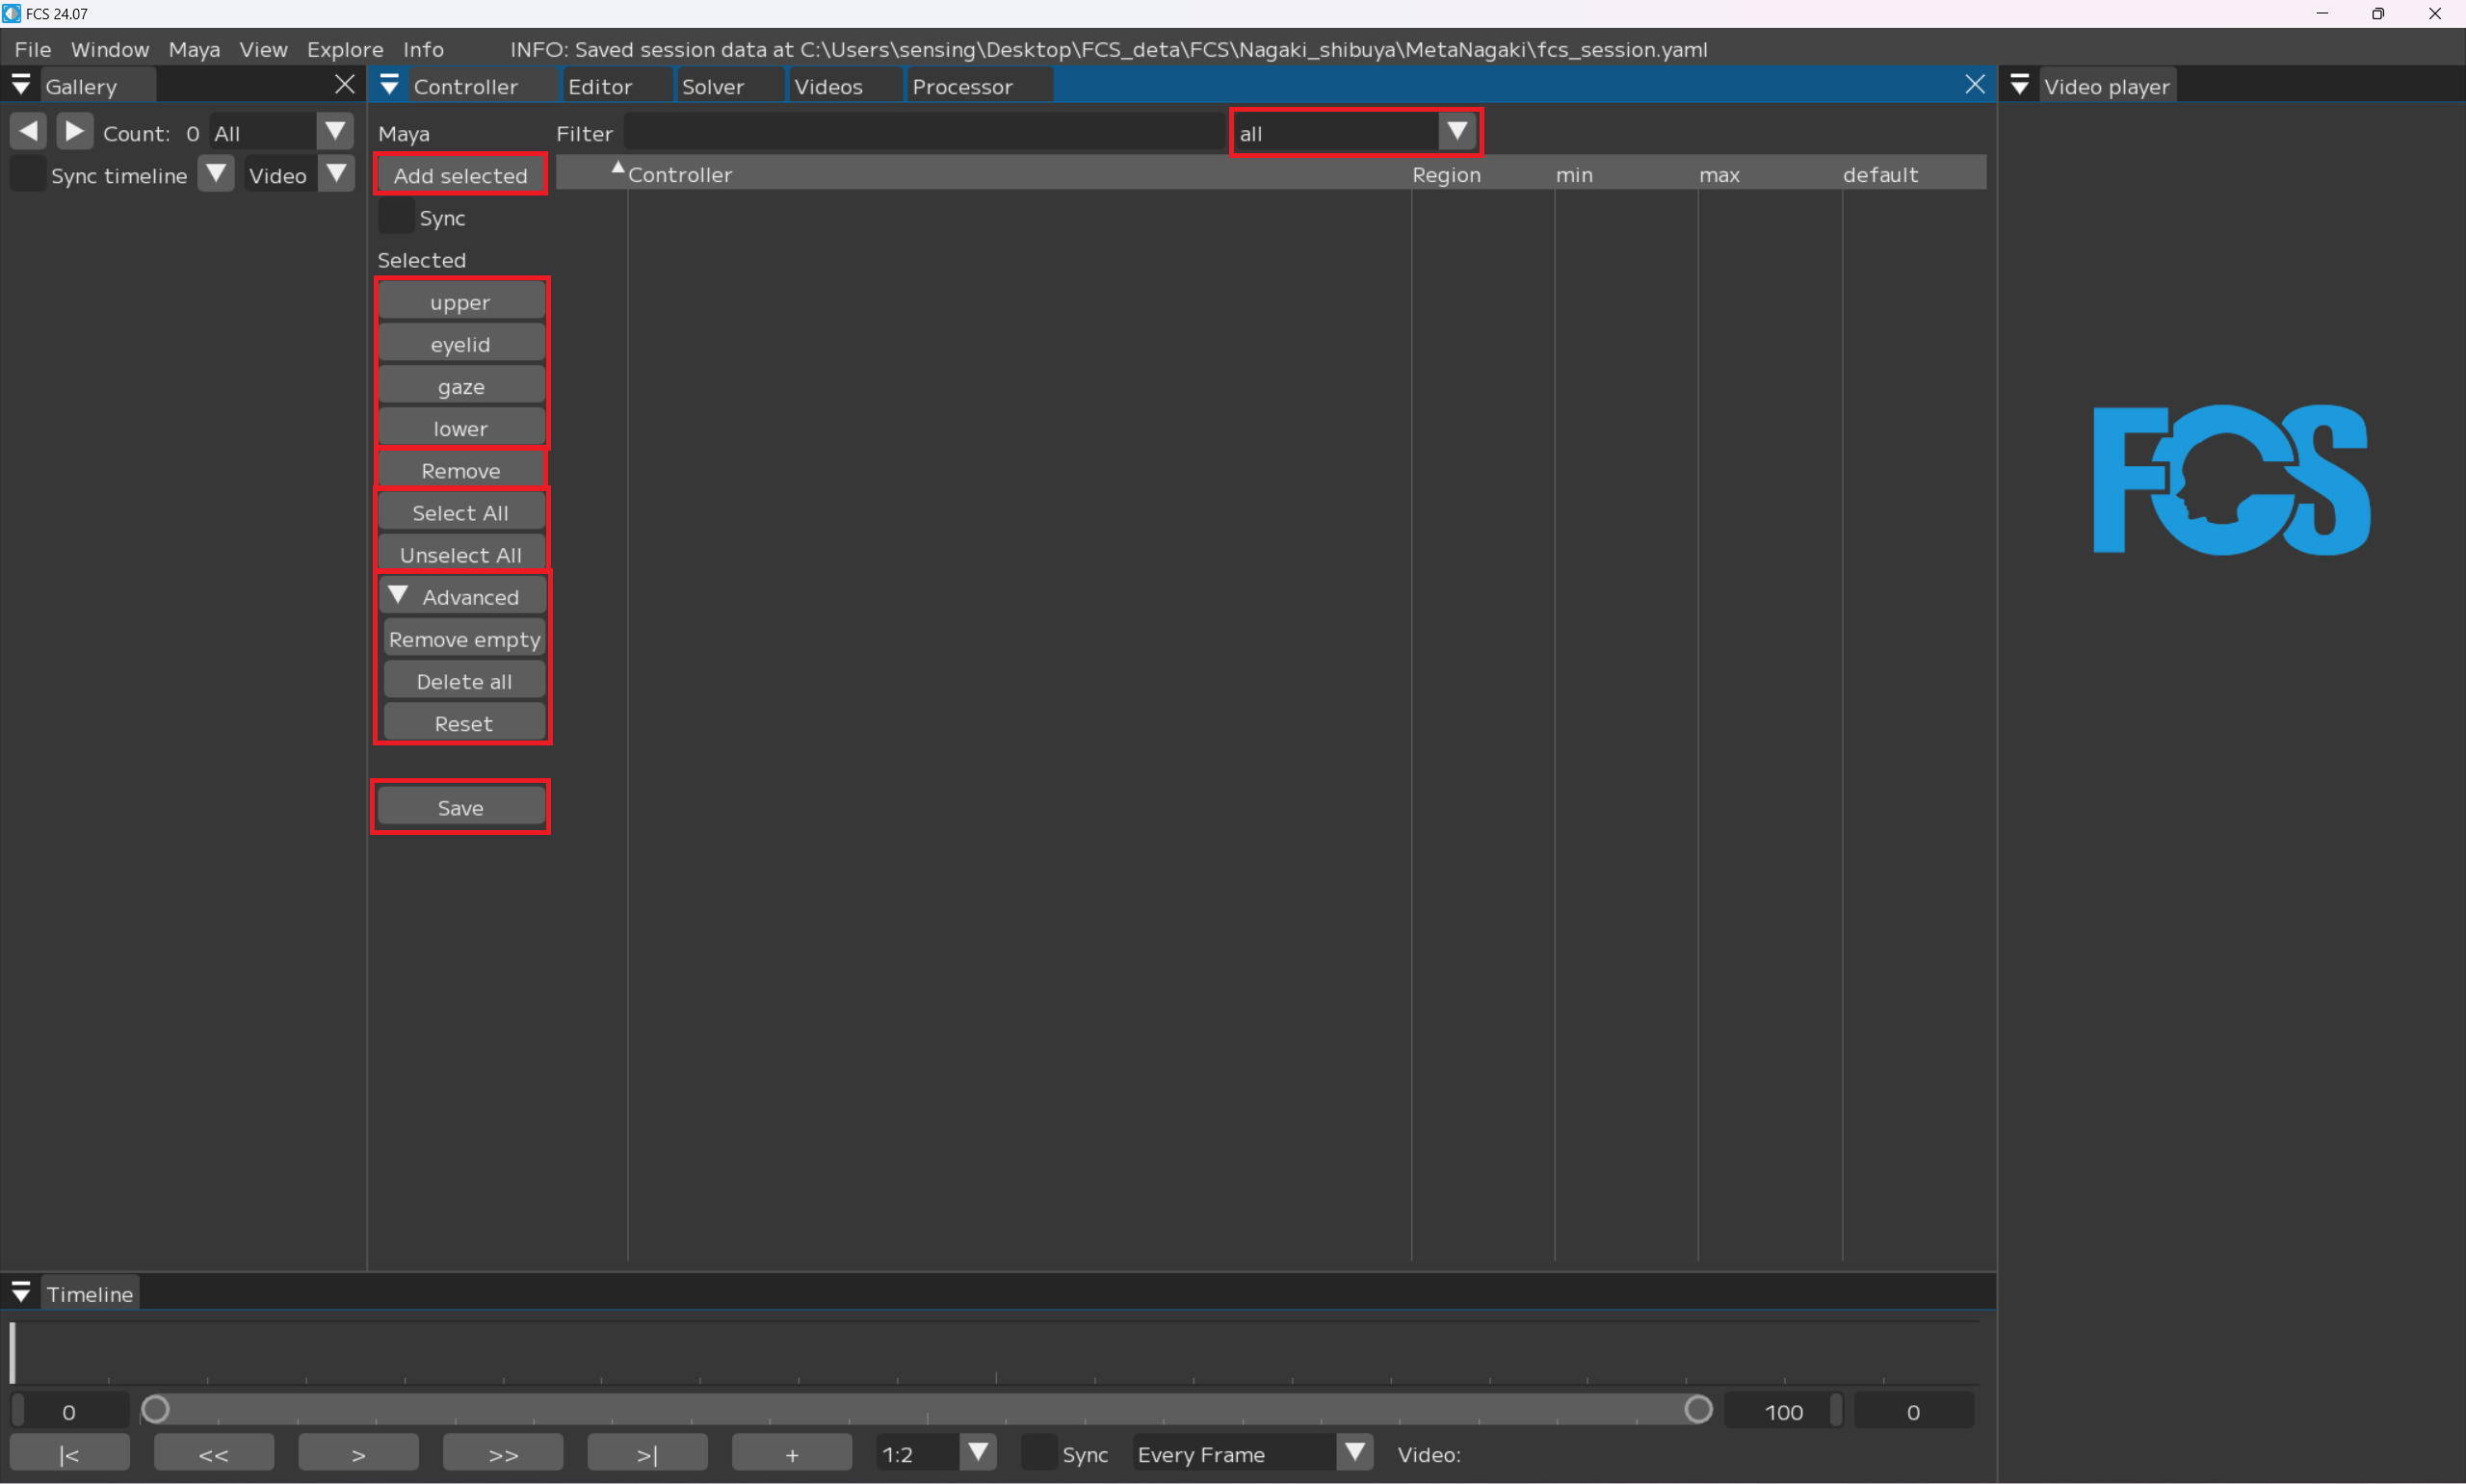 FCS 24.07
File Window Maya View Explore Info INFO: Saved session data at C:\Users\sensing\Desktop\FCS_deta\FCS\Nagaki_shibuya\MetaNagaki\fcs_session.yaml
Gallery
Controller Editor Solver Videos Processor
Video player
Count: 0 All
Sync timeline Video
Maya Filter all
Add selected
Controller Region min max default
Sync
Selected
upper
eyelid
gaze
lower
Remove
Select All
Unselect All
Advanced
Remove empty
Delete all
Reset
Save
FCS
Timeline
0 100 0
|< << > >> >| + 1:2 Sync Every Frame Video: